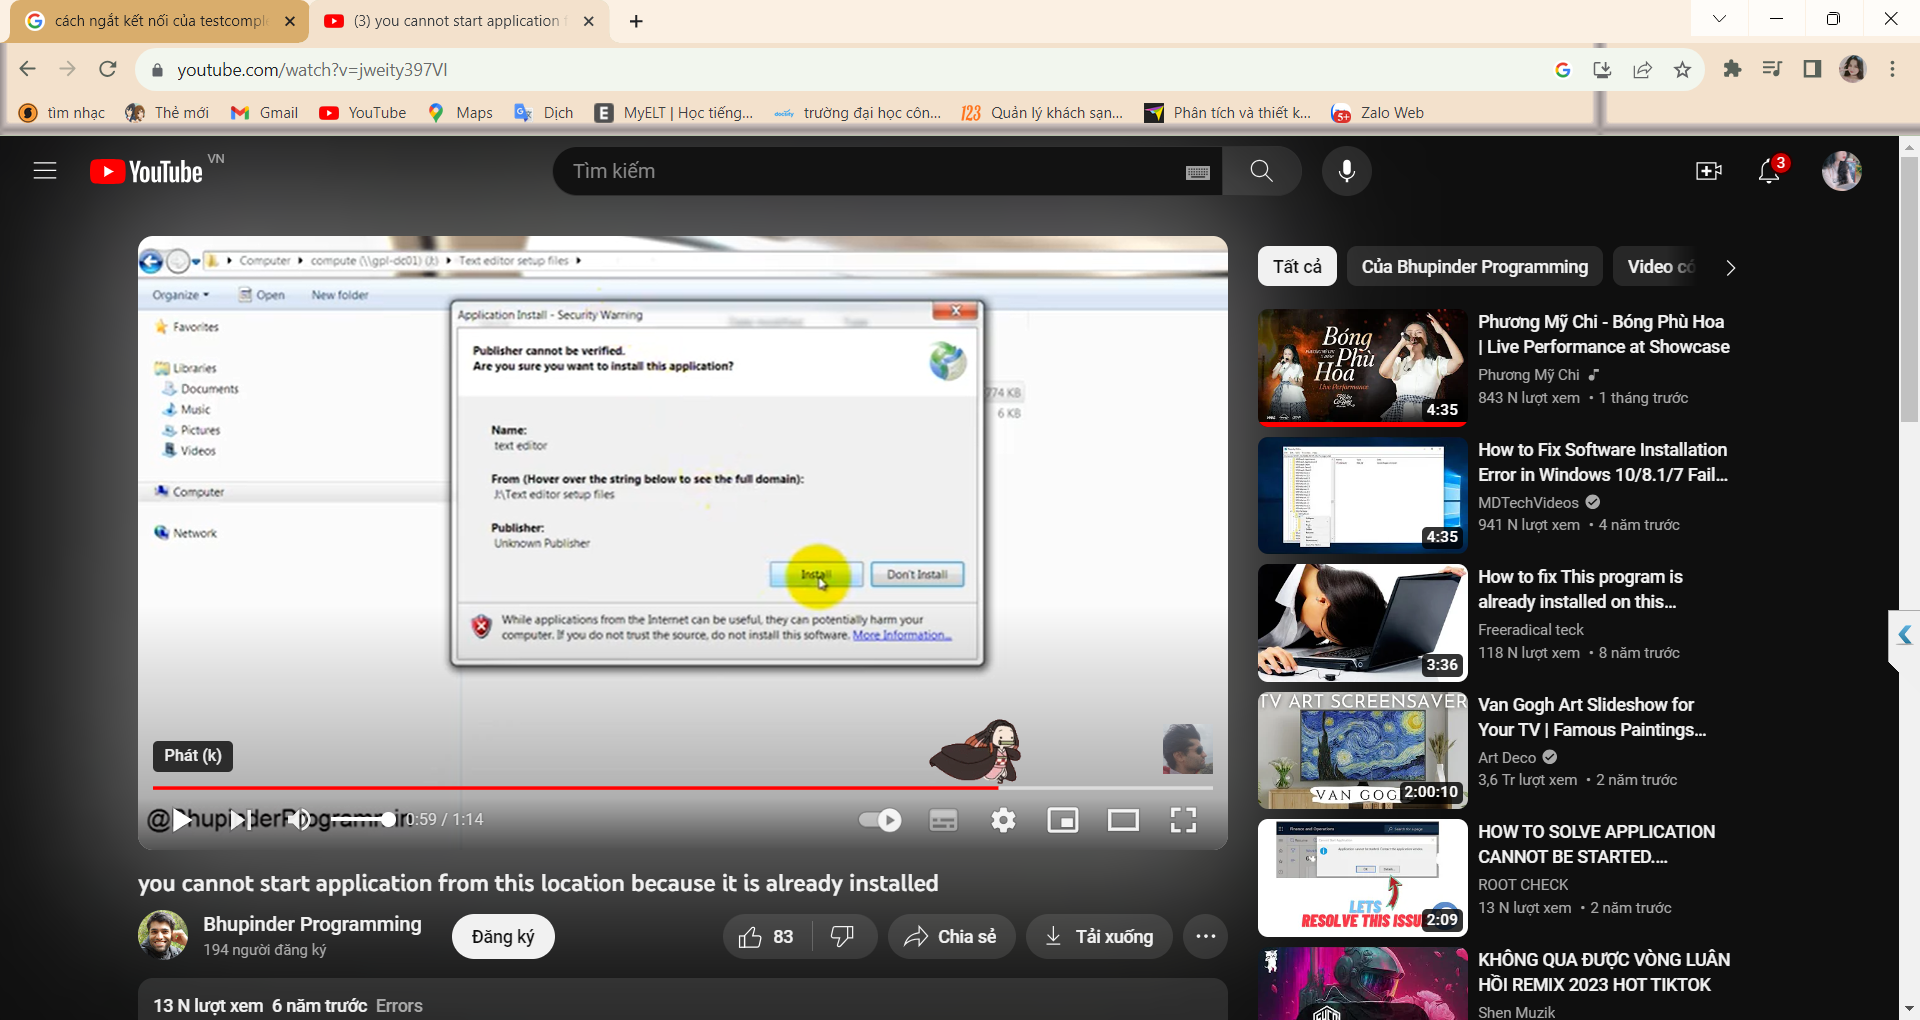 cách ngắt kết nối của testcomple
(3) you cannot start application f
youtube.com/watch?v=jweity397VI
tìm nhạc
Thẻ mới
Gmail
YouTube
Maps
Dịch
MyELT | Học tiếng...
trường đại học côn...
123 Quản lý khách sạn...
Phân tích và thiết k...
5+ Zalo Web
YouTube VN
Tìm kiếm
3
Computer
compute (\\gpl-dc01) (J:)
Text editor setup files
Organize
Open
New folder
Favorites
Libraries
Documents
Music
Pictures
Videos
Computer
Network
Application Install - Security Warning
Publisher cannot be verified.
Are you sure you want to install this application?
774 KB
6 KB
Name:
text editor
From (Hover over the string below to see the full domain):
J:\Text editor setup files
Publisher:
Unknown Publisher
Install
Don't Install
While applications from the Internet can be useful, they can potentially harm your
computer. If you do not trust the source, do not install this software. More Information...
Phát (k)
0:59 / 1:14
you cannot start application from this location because it is already installed
Bhupinder Programming
194 người đăng ký
Đăng ký
83
Chia sẻ
Tải xuống
13 N lượt xem 6 năm trước Errors
Tất cả
Của Bhupinder Programming
Video có
Bóng
Phù
Hoa
Live Performance
4:35
Phương Mỹ Chi - Bóng Phù Hoa
| Live Performance at Showcase
Phương Mỹ Chi
843 N lượt xem • 1 tháng trước
4:35
How to Fix Software Installation
Error in Windows 10/8.1/7 Fail...
MDTechVideos
941 N lượt xem • 4 năm trước
3:36
How to fix This program is
already installed on this...
Freeradical teck
118 N lượt xem • 8 năm trước
TV ART SCREENSAVER
VAN GOG
2:00:10
Van Gogh Art Slideshow for
Your TV | Famous Paintings...
Art Deco
3,6 Tr lượt xem • 2 năm trước
Finance and Operations
LETS
RESOLVE THIS ISSU
2:09
HOW TO SOLVE APPLICATION
CANNOT BE STARTED....
ROOT CHECK
13 N lượt xem • 2 năm trước
KHÔNG QUA ĐƯỢC VÒNG LUÂN
HỒI REMIX 2023 HOT TIKTOK
Shen Muzik